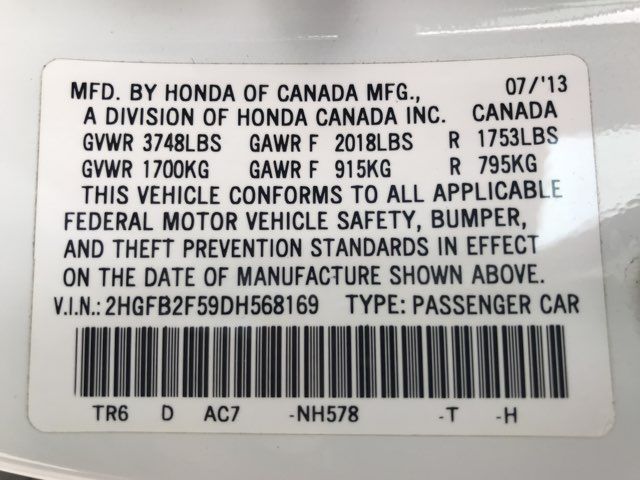 MFD. BY HONDA OF CANADA MFG., 07/'13
A DIVISION OF HONDA CANADA INC. CANADA
GVWR 3748LBS GAWR F 2018LBS R 1753LBS
GVWR 1700KG GAWR F 915KG R 795KG
THIS VEHICLE CONFORMS TO ALL APPLICABLE
FEDERAL MOTOR VEHICLE SAFETY, BUMPER,
AND THEFT PREVENTION STANDARDS IN EFFECT
ON THE DATE OF MANUFACTURE SHOWN ABOVE.
V.I.N.: 2HGFB2F59DH568169 TYPE: PASSENGER CAR
TR6 D AC7 -NH578 -T -H